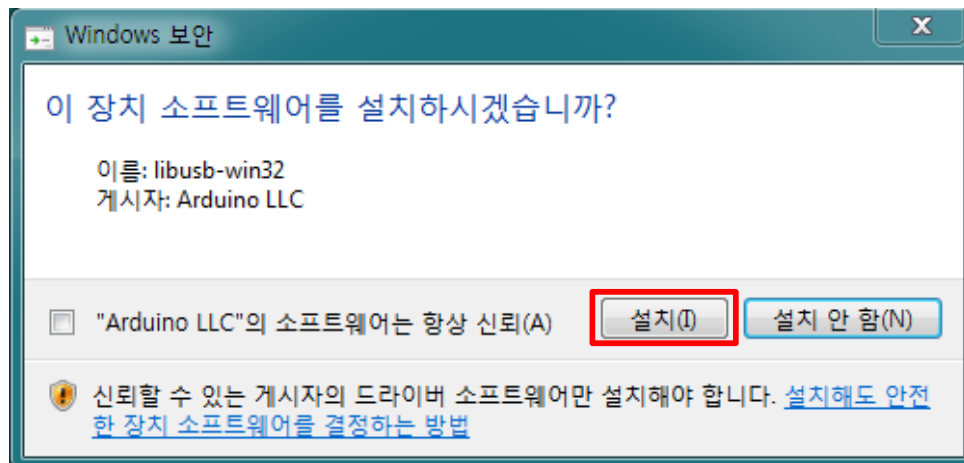 Windows 보안
이 장치 소프트웨어를 설치하시겠습니까?
이름: libusb-win32
게시자: Arduino LLC
"Arduino LLC"의 소프트웨어는 항상 신뢰(A)
설치(I)
설치 안 함(N)
신뢰할 수 있는 게시자의 드라이버 소프트웨어만 설치해야 합니다. 설치해도 안전
한 장치 소프트웨어를 결정하는 방법